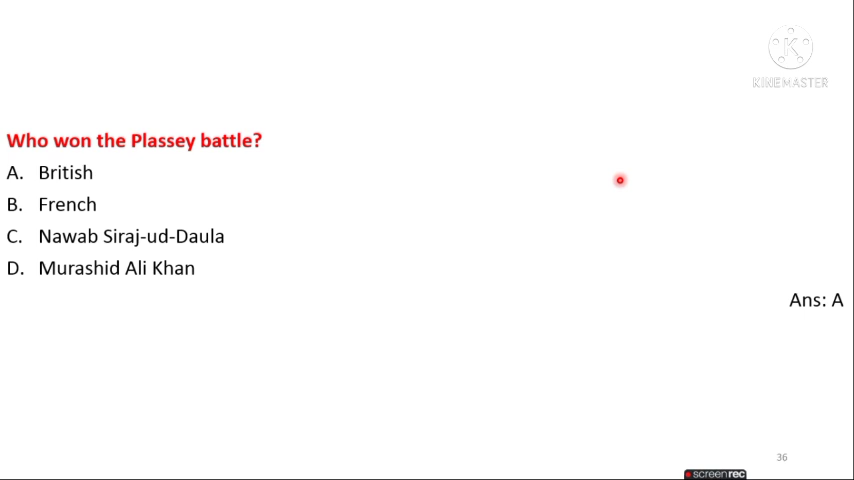 K
KINEMASTER
Who won the Plassey battle?
A. British
B. French
C. Nawab Siraj-ud-Daula
D. Murashid Ali Khan
Ans: A
36
screenrec